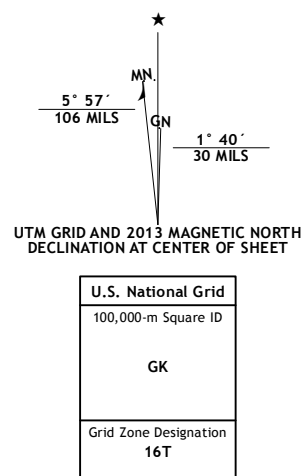 ★
MN.
5° 57´
106 MILS
GN
1° 40´
30 MILS
UTM GRID AND 2013 MAGNETIC NORTH
DECLINATION AT CENTER OF SHEET
U.S. National Grid
100,000-m Square ID
GK
Grid Zone Designation
16T